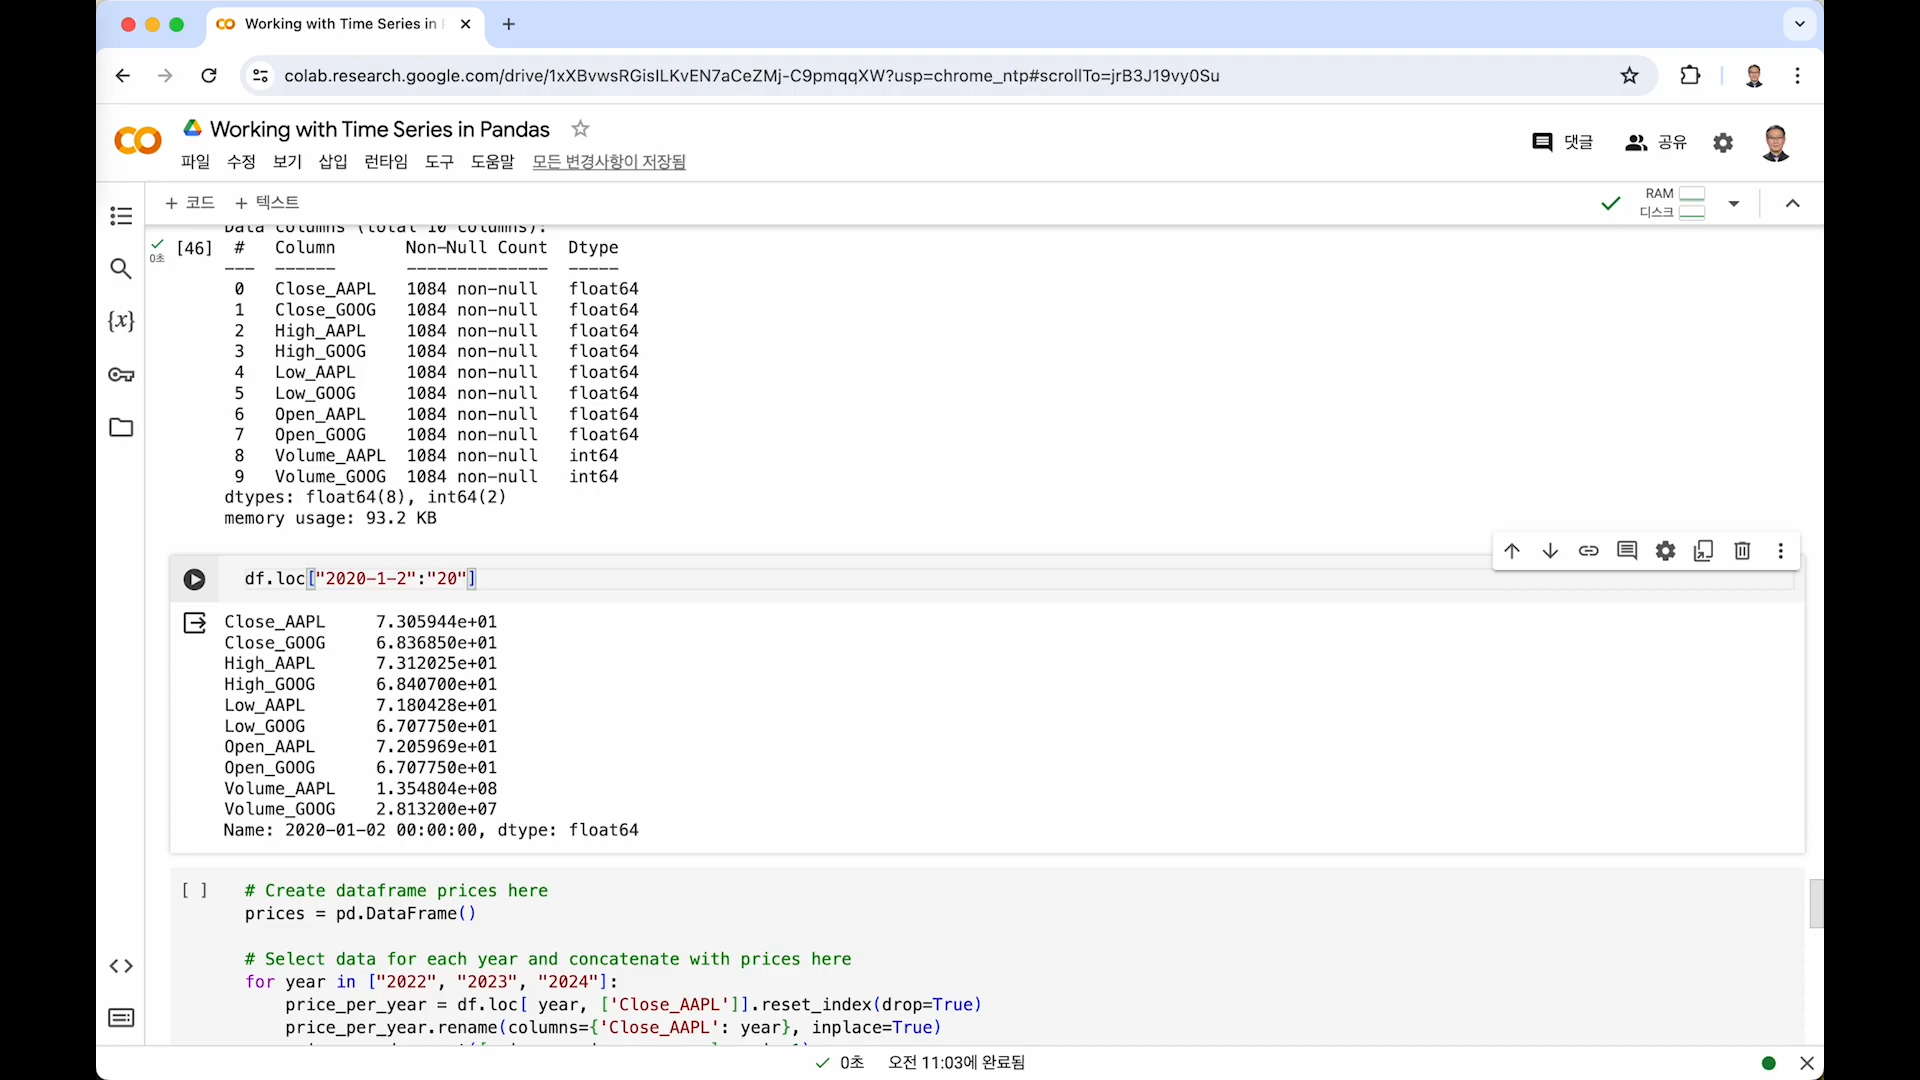 Working with Time Series in
colab.research.google.com/drive/1xXBvwsRGisILKvEN7aCeZMj-C9pmqqXW?usp=chrome_ntp#scrollTo=jrB3J19vy0Su
Working with Time Series in Pandas
댓글
공유
파일 수정 보기 삽입 런타임 도구 도움말 모든 변경사항이 저장됨
+ 코드 + 텍스트
RAM
디스크
Data columns (total 10 columns):
0초
[46] # Column Non-Null Count Dtype
--- ------ -------------- -----
0 Close_AAPL 1084 non-null float64
1 Close_GOOG 1084 non-null float64
2 High_AAPL 1084 non-null float64
3 High_GOOG 1084 non-null float64
4 Low_AAPL 1084 non-null float64
5 Low_GOOG 1084 non-null float64
6 Open_AAPL 1084 non-null float64
7 Open_GOOG 1084 non-null float64
8 Volume_AAPL 1084 non-null int64
9 Volume_GOOG 1084 non-null int64
dtypes: float64(8), int64(2)
memory usage: 93.2 KB
df.loc["2020-1-2":"20"]
Close_AAPL 7.305944e+01
Close_GOOG 6.836850e+01
High_AAPL 7.312025e+01
High_GOOG 6.840700e+01
Low_AAPL 7.180428e+01
Low_GOOG 6.707750e+01
Open_AAPL 7.205969e+01
Open_GOOG 6.707750e+01
Volume_AAPL 1.354804e+08
Volume_GOOG 2.813200e+07
Name: 2020-01-02 00:00:00, dtype: float64
[ ] # Create dataframe prices here
prices = pd.DataFrame()
# Select data for each year and concatenate with prices here
for year in ["2022", "2023", "2024"]:
price_per_year = df.loc[ year, ['Close_AAPL']].reset_index(drop=True)
price_per_year.rename(columns={'Close_AAPL': year}, inplace=True)
0초 오전 11:03에 완료됨